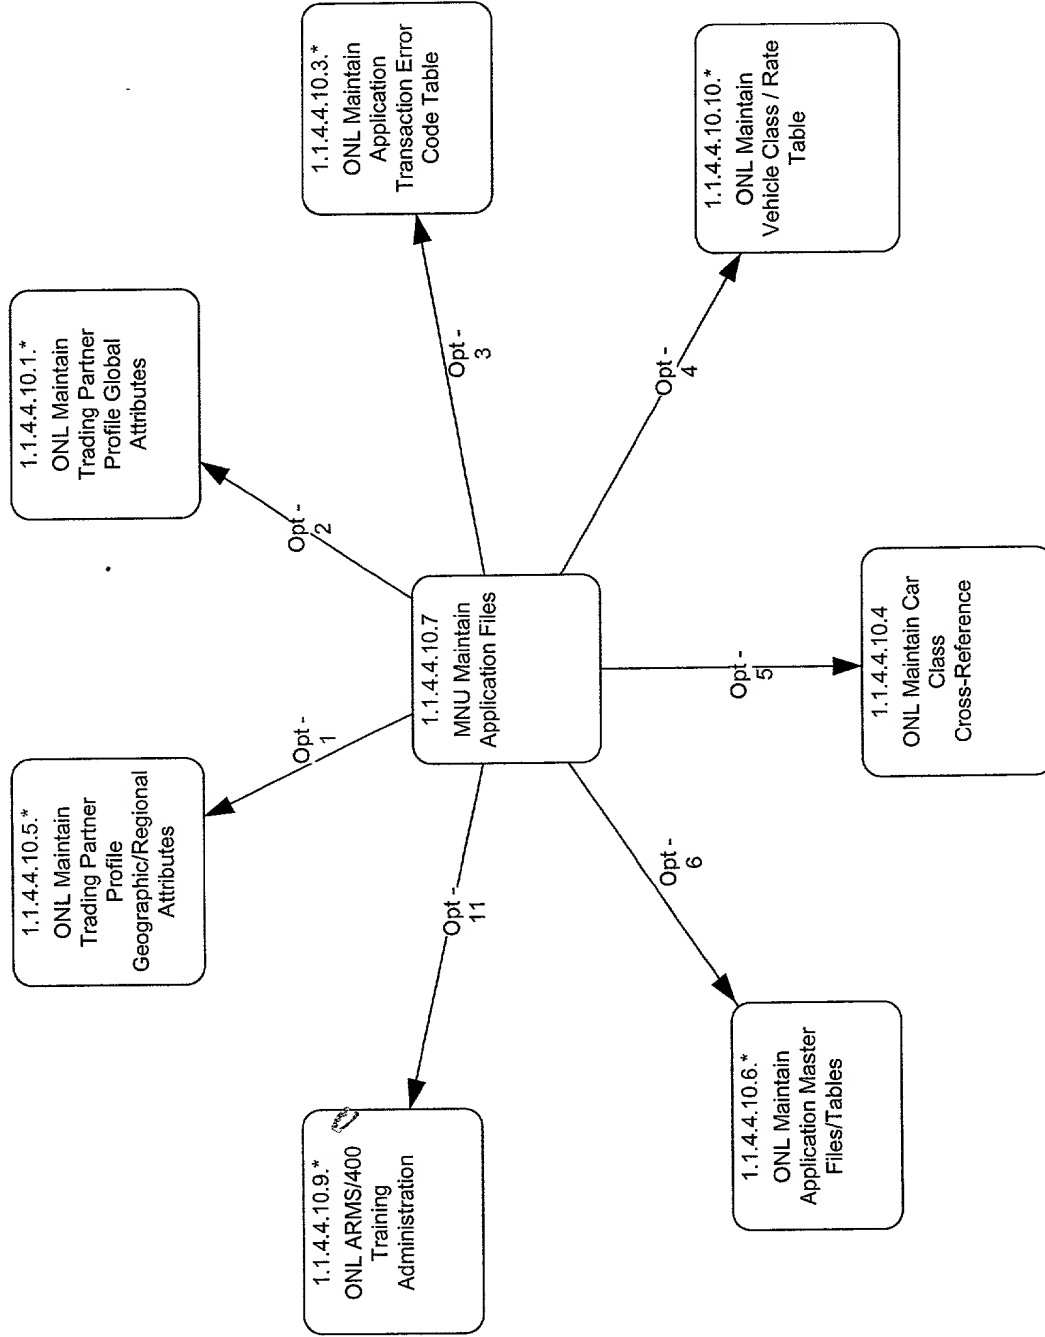 1.1.4.4.10.5.*
ONL Maintain
Trading Partner
Profile
Geographic/Regional
Attributes
1.1.4.4.10.1.*
ONL Maintain
Trading Partner
Profile Global
Attributes
Opt -
1
Opt -
2
1.1.4.4.10.9.*
ONL ARMS/400
Training
Administration
1.1.4.4.10.3.*
ONL Maintain
Application
Transaction Error
Code Table
Opt -
11
1.1.4.4.10.7
MNU Maintain
Application Files
Opt -
3
Opt -
6
Opt -
5
Opt -
4
1.1.4.4.10.6.*
ONL Maintain
Application Master
Files/Tables
1.1.4.4.10.10.*
ONL Maintain
Vehicle Class / Rate
Table
1.1.4.4.10.4
ONL Maintain Car
Class
Cross-Reference